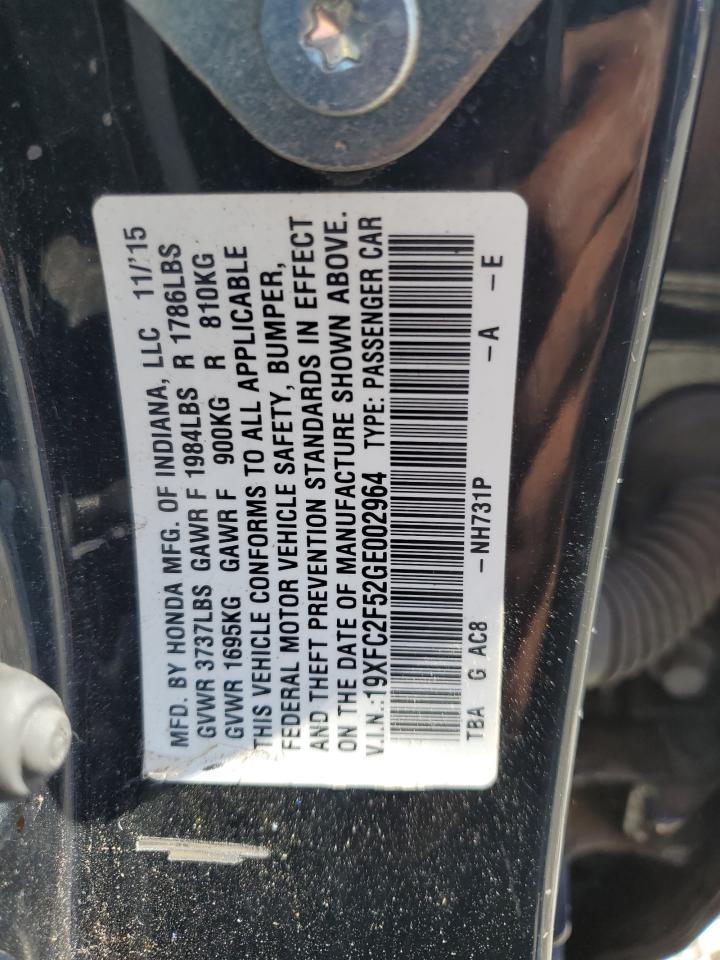 MFD. BY HONDA MFG. OF INDIANA, LLC 11/'15
GVWR 3737LBS GAWR F 1984LBS R 1786LBS
GVWR 1695KG GAWR F 900KG R 810KG
THIS VEHICLE CONFORMS TO ALL APPLICABLE
FEDERAL MOTOR VEHICLE SAFETY, BUMPER,
AND THEFT PREVENTION STANDARDS IN EFFECT
ON THE DATE OF MANUFACTURE SHOWN ABOVE.
V.I.N.:19XFC2F52GE002964 TYPE: PASSENGER CAR
TBA G AC8 -NH731P -A -E